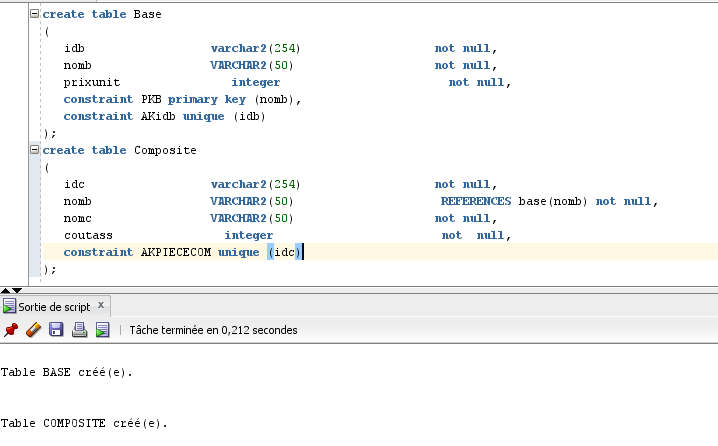 create table Base
(
idb varchar2(254) not null,
nomb VARCHAR2(50) not null,
prixunit integer not null,
constraint PKB primary key (nomb),
constraint AKidb unique (idb)
);
create table Composite
(
idc varchar2(254) not null,
nomb VARCHAR2(50) REFERENCES base(nomb) not null,
nomc VARCHAR2(50) not null,
coutass integer not null,
constraint AKPIECECOM unique (idc)
);
Sortie de script x
Tâche terminée en 0,212 secondes
Table BASE créé(e).
Table COMPOSITE créé(e).